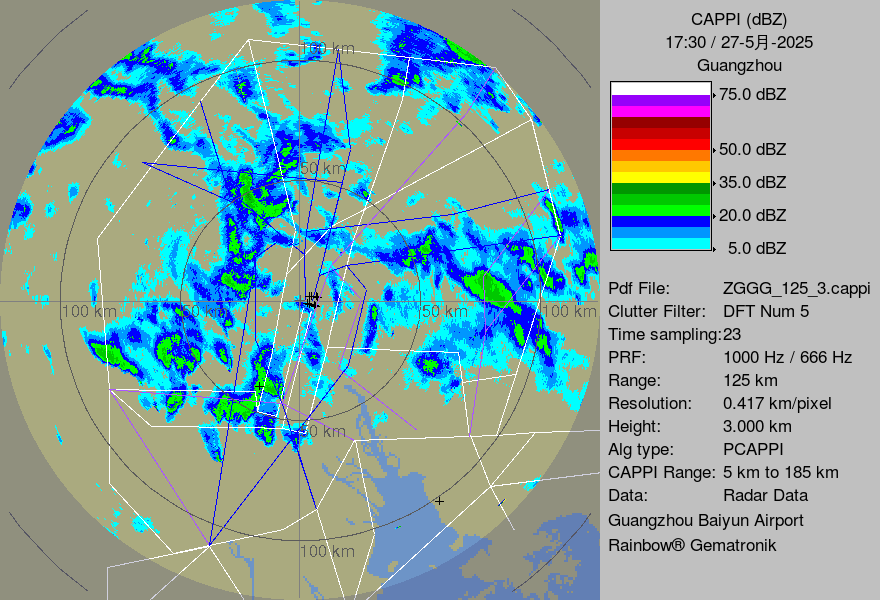 CAPPI (dBZ)
17:30 / 27-5月-2025
Guangzhou
75.0 dBZ
50.0 dBZ
35.0 dBZ
20.0 dBZ
5.0 dBZ
Pdf File: ZGGG_125_3.cappi
Clutter Filter: DFT Num 5
Time sampling:23
PRF: 1000 Hz / 666 Hz
Range: 125 km
Resolution: 0.417 km/pixel
Height: 3.000 km
Alg type: PCAPPI
CAPPI Range: 5 km to 185 km
Data: Radar Data
Guangzhou Baiyun Airport
Rainbow® Gematronik
100 km
50 km
100 km
50 km
50 km
100 km
50 km
100 km